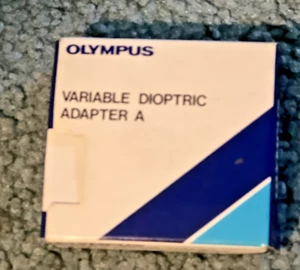 OLYMPUS
VARIABLE DIOPTRIC
ADAPTER A